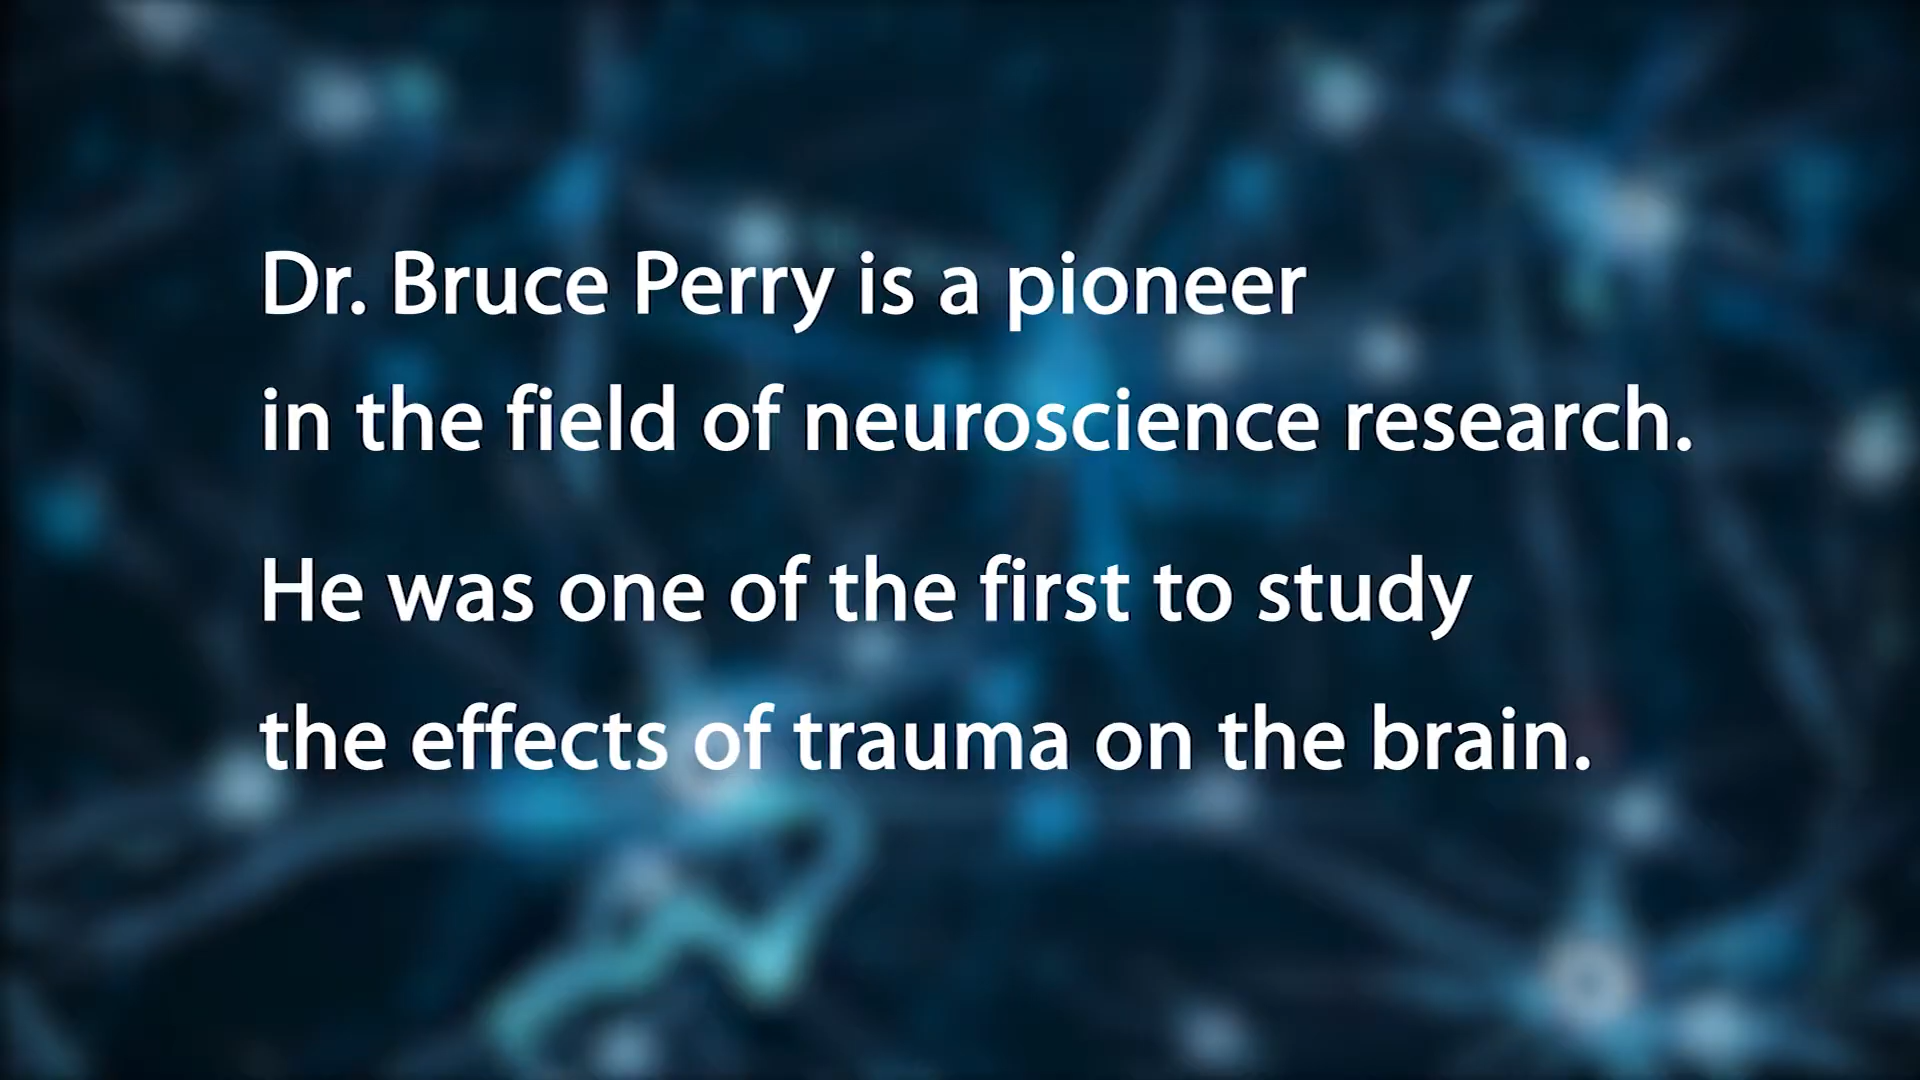 Dr. Bruce Perry is a pioneer
in the field of neuroscience research.
He was one of the first to study
the effects of trauma on the brain.